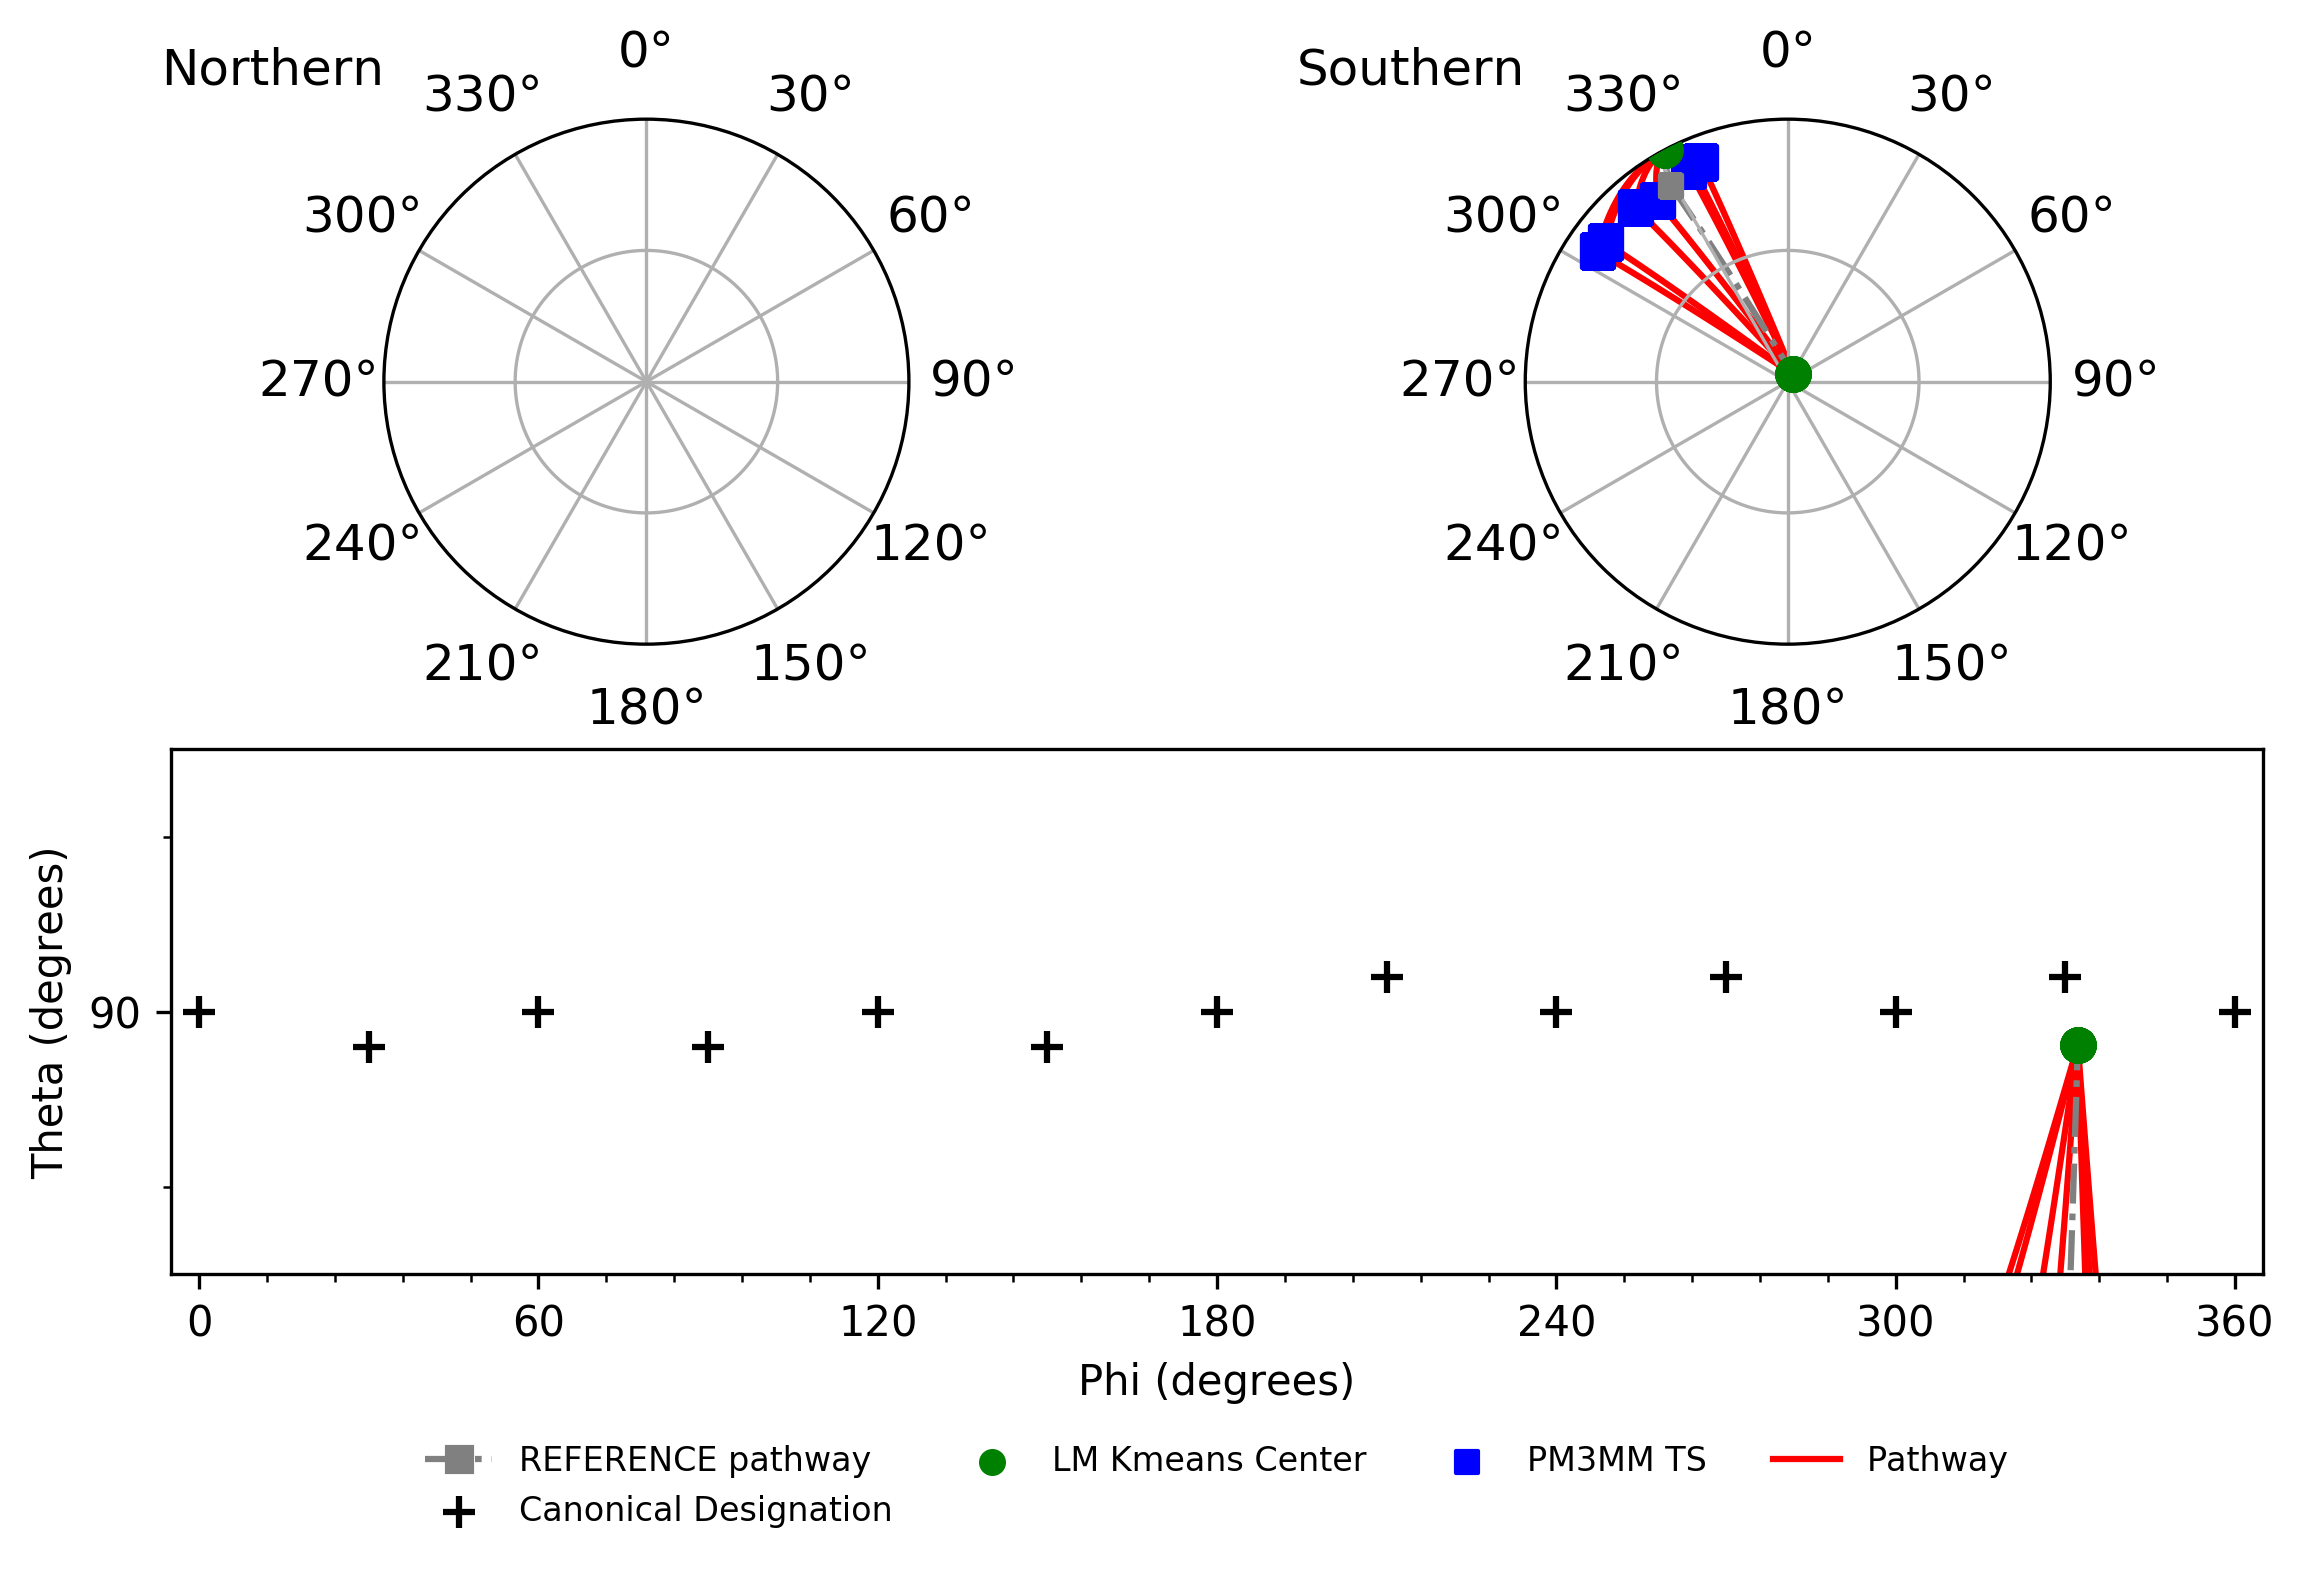 Northern
0°
330°
30°
300°
60°
270°
90°
240°
120°
210°
150°
180°
Southern
0°
330°
30°
300°
60°
270°
90°
240°
120°
210°
150°
180°
Theta (degrees)
90
0 60 120 180 240 300 360
Phi (degrees)
REFERENCE pathway
Canonical Designation
LM Kmeans Center
PM3MM TS
Pathway